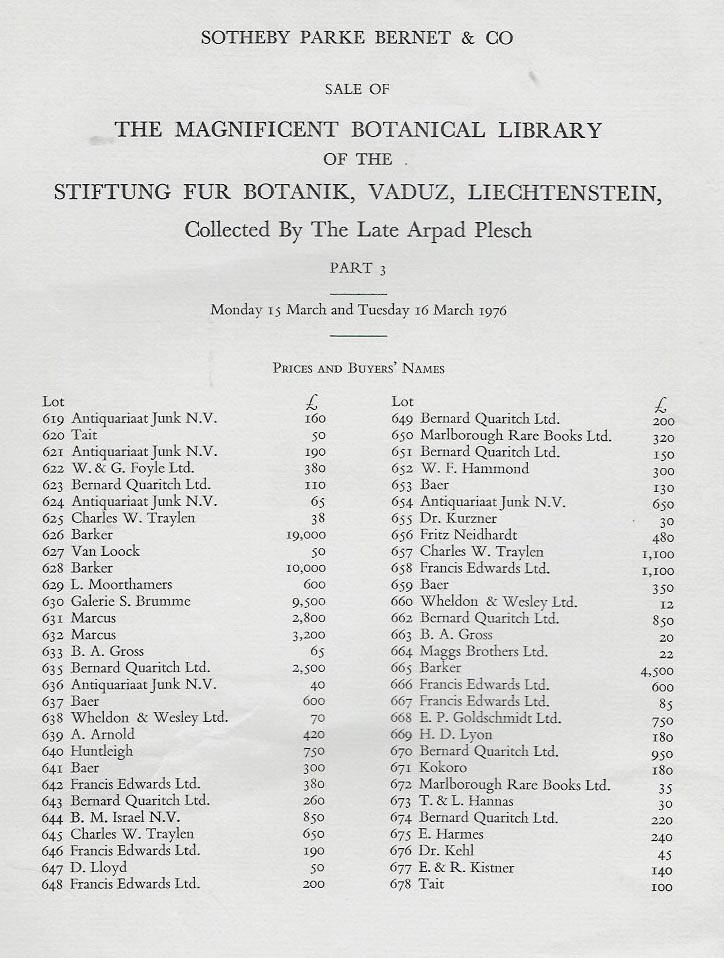 SOTHEBY PARKE BERNET & CO
SALE OF
THE MAGNIFICENT BOTANICAL LIBRARY
OF THE
STIFTUNG FUR BOTANIK, VADUZ, LIECHTENSTEIN,
Collected By The Late Arpad Plesch
PART 3
Monday 15 March and Tuesday 16 March 1976
PRICES AND BUYERS' NAMES
Lot £
619 Antiquariaat Junk N.V. 160
620 Tait 50
621 Antiquariaat Junk N.V. 190
622 W. & G. Foyle Ltd. 380
623 Bernard Quaritch Ltd. 110
624 Antiquariaat Junk N.V. 65
625 Charles W. Traylen 38
626 Barker 19,000
627 Van Loock 50
628 Barker 10,000
629 L. Moorthamers 600
630 Galerie S. Brumme 9,500
631 Marcus 2,800
632 Marcus 3,200
633 B. A. Gross 65
635 Bernard Quaritch Ltd. 2,500
636 Antiquariaat Junk N.V. 40
637 Baer 600
638 Wheldon & Wesley Ltd. 70
639 A. Arnold 420
640 Huntleigh 750
641 Baer 300
642 Francis Edwards Ltd. 380
643 Bernard Quaritch Ltd. 260
644 B. M. Israel N.V. 850
645 Charles W. Traylen 650
646 Francis Edwards Ltd. 190
647 D. Lloyd 50
648 Francis Edwards Ltd. 200
Lot £
649 Bernard Quaritch Ltd. 200
650 Marlborough Rare Books Ltd. 320
651 Bernard Quaritch Ltd. 150
652 W. F. Hammond 300
653 Baer 130
654 Antiquariaat Junk N.V. 650
655 Dr. Kurzner 30
656 Fritz Neidhardt 480
657 Charles W. Traylen 1,100
658 Francis Edwards Ltd. 1,100
659 Baer 350
660 Wheldon & Wesley Ltd. 12
662 Bernard Quaritch Ltd. 850
663 B. A. Gross 20
664 Maggs Brothers Ltd. 22
665 Barker 4,500
666 Francis Edwards Ltd. 600
667 Francis Edwards Ltd. 85
668 E. P. Goldschmidt Ltd. 750
669 H. D. Lyon 180
670 Bernard Quaritch Ltd. 950
671 Kokoro 180
672 Marlborough Rare Books Ltd. 35
673 T. & L. Hannas 30
674 Bernard Quaritch Ltd. 220
675 E. Harmes 240
676 Dr. Kehl 45
677 E. & R. Kistner 140
678 Tait 100